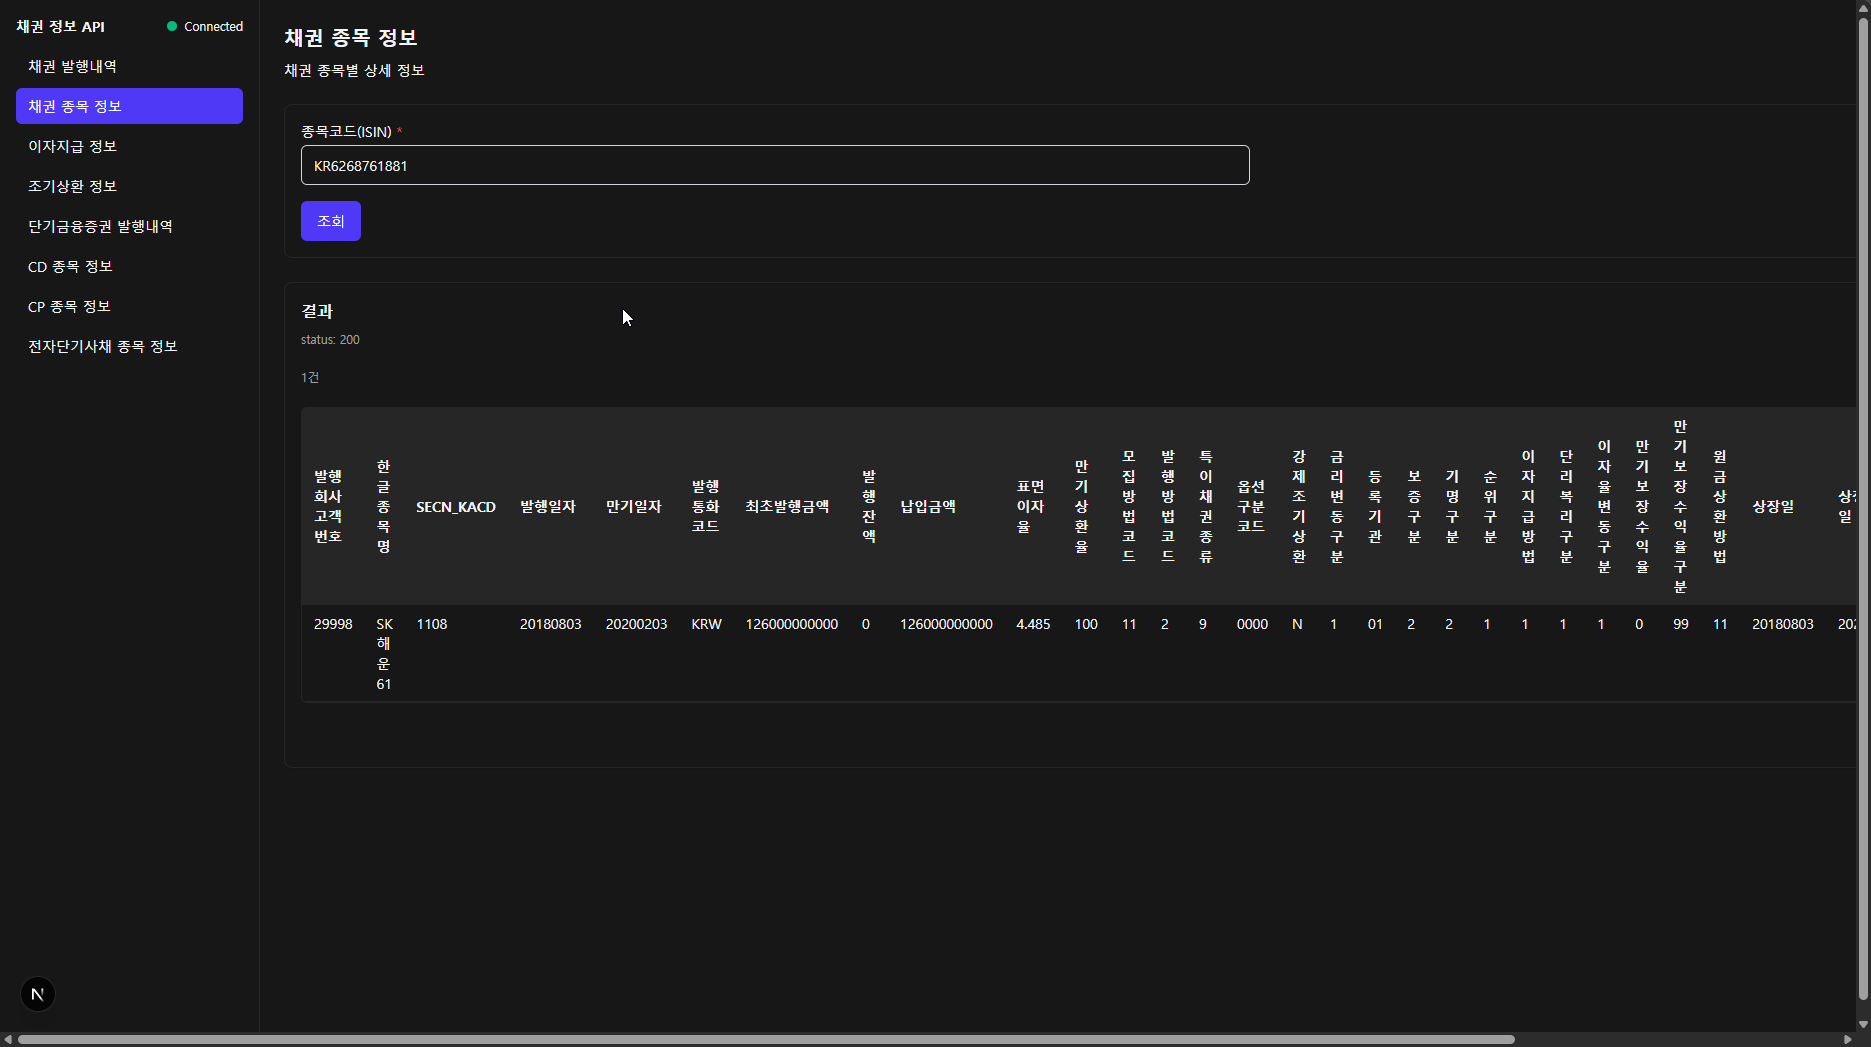 채권 정보 API
Connected
채권 발행내역
채권 종목 정보
이자지급 정보
조기상환 정보
단기금융증권 발행내역
CD 종목 정보
CP 종목 정보
전자단기사채 종목 정보
N
채권 종목 정보
채권 종목별 상세 정보
종목코드(ISIN) *
KR6268761881
조회
결과
status: 200
1건
발행회사고객번호
한글종목명
SECN_KACD
발행일자
만기일자
발행통화코드
최초발행금액
발행잔액
납입금액
표면이자율
만기상환율
모집방법코드
발행방법코드
특이채권종류
옵션구분코드
강제조기상환
금리변동구분
등록기관
보증구분
기명구분
순위구분
이자지급방법
단리복리구분
이자율변동구분
만기보장수익율
만기보장수익율구분
원금상환방법
상장일
29998
SK해운61
1108
20180803
20200203
KRW
126000000000
0
126000000000
4.485
100
11
2
9
0000
N
1
01
2
2
1
1
1
1
0
99
11
20180803